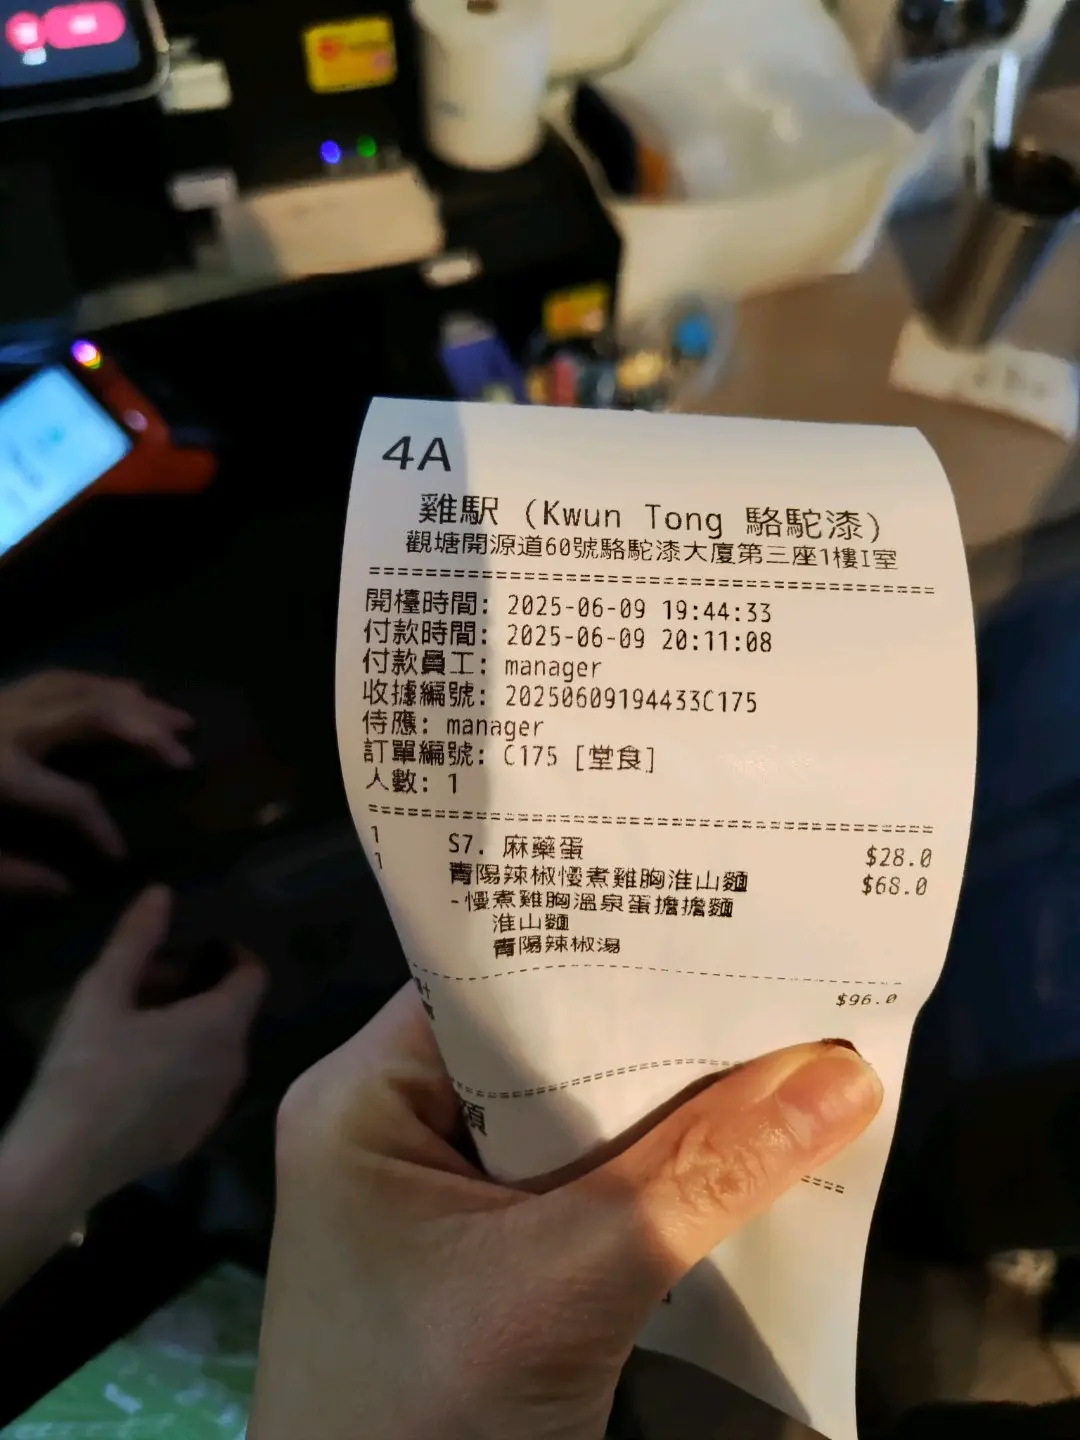 4A
雞駅 (Kwun Tong 駱駝漆)
觀塘開源道60號駱駝漆大廈第三座1樓I室
開檯時間: 2025-06-09 19:44:33
付款時間: 2025-06-09 20:11:08
付款員工: manager
收據編號: 20250609194433C175
侍應: manager
訂單編號: C175 [堂食]
人數: 1
1 S7. 麻藥蛋 $28.0
1 青陽辣椒慢煮雞胸淮山麵 $68.0
-慢煮雞胸溫泉蛋擔擔麵
淮山麵
青陽辣椒湯
$96.0